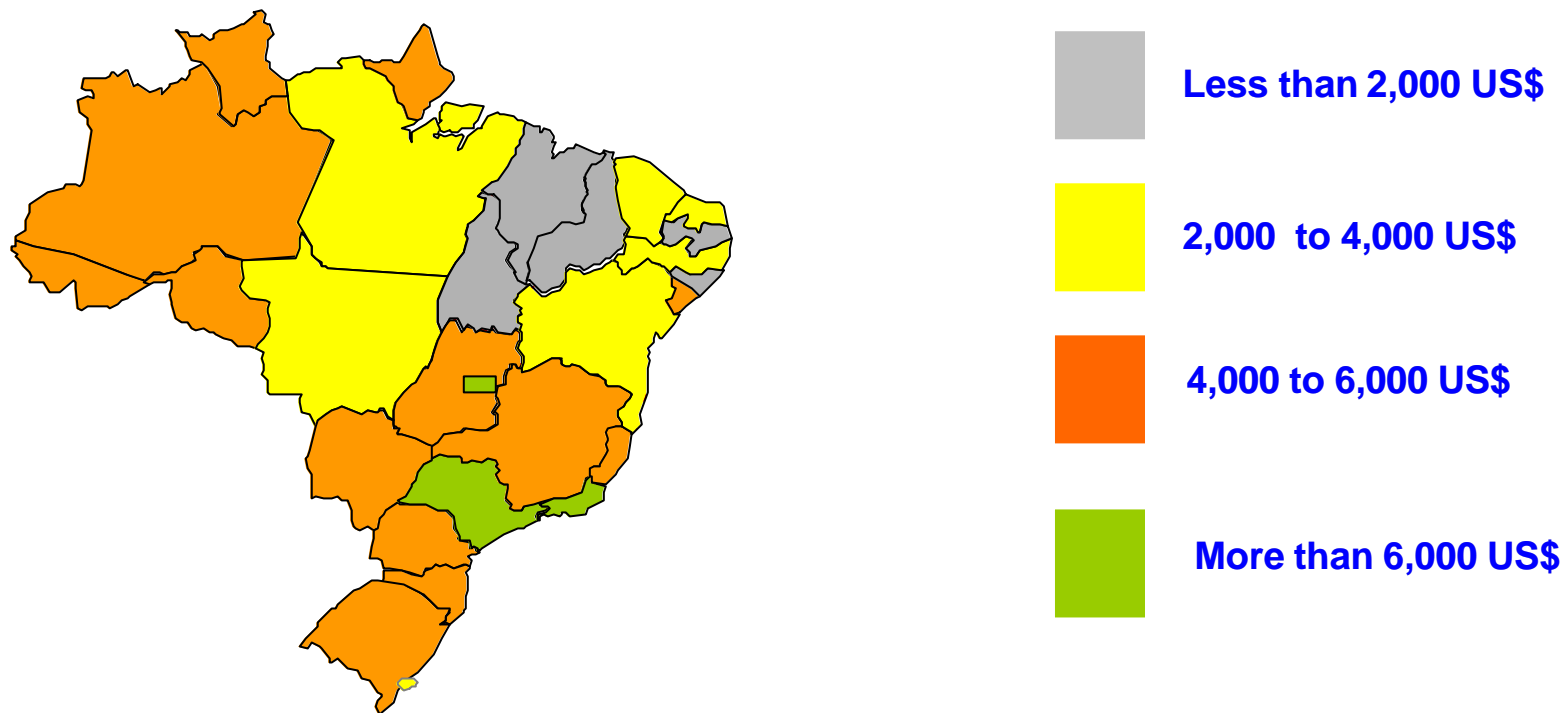 Less than 2,000 US$
2,000  to 4,000 US$
4,000 to 6,000 US$
More than 6,000 US$